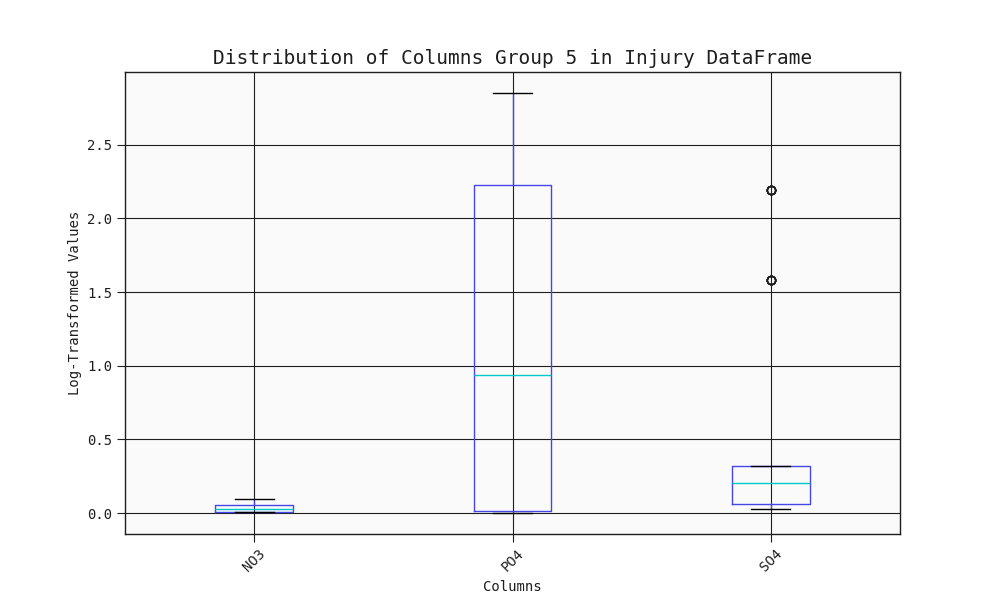 Distribution of Columns Group 5 in Injury DataFrame
Log-Transformed Values
2.5
2.0
1.5
1.0
0.5
0.0
NO3
PO4
SO4
Columns